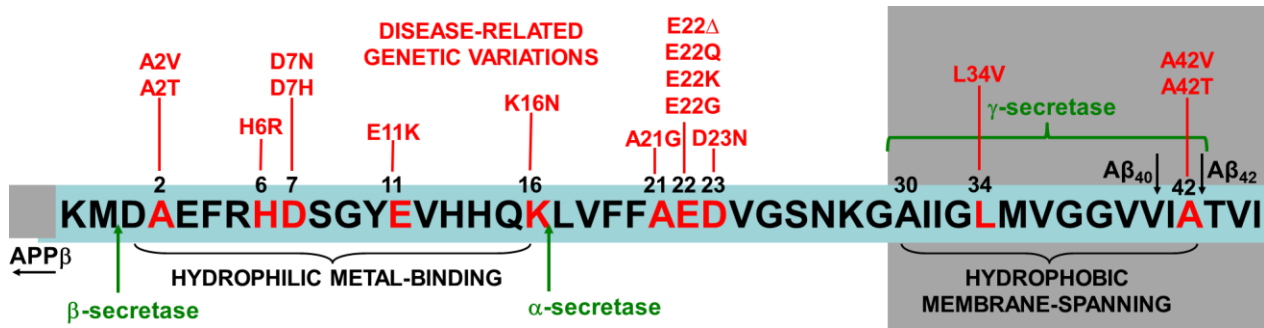 DISEASE-RELATED
GENETIC VARIATIONS
A2V
A2T
H6R
D7N
D7H
E11K
K16N
A21G
E22Δ
E22Q
E22K
E22G
D23N
L34V
A42V
A42T
γ-secretase
Aβ40
Aβ42
2 6 7 11 16 21 22 23 30 34 42
KMDAEFRHDSGYEVHHQKLVFFAEDVGSNKGAIIGLMVGGVVIATVI
APPβ
HYDROPHILIC METAL-BINDING
HYDROPHOBIC
MEMBRANE-SPANNING
β-secretase
α-secretase